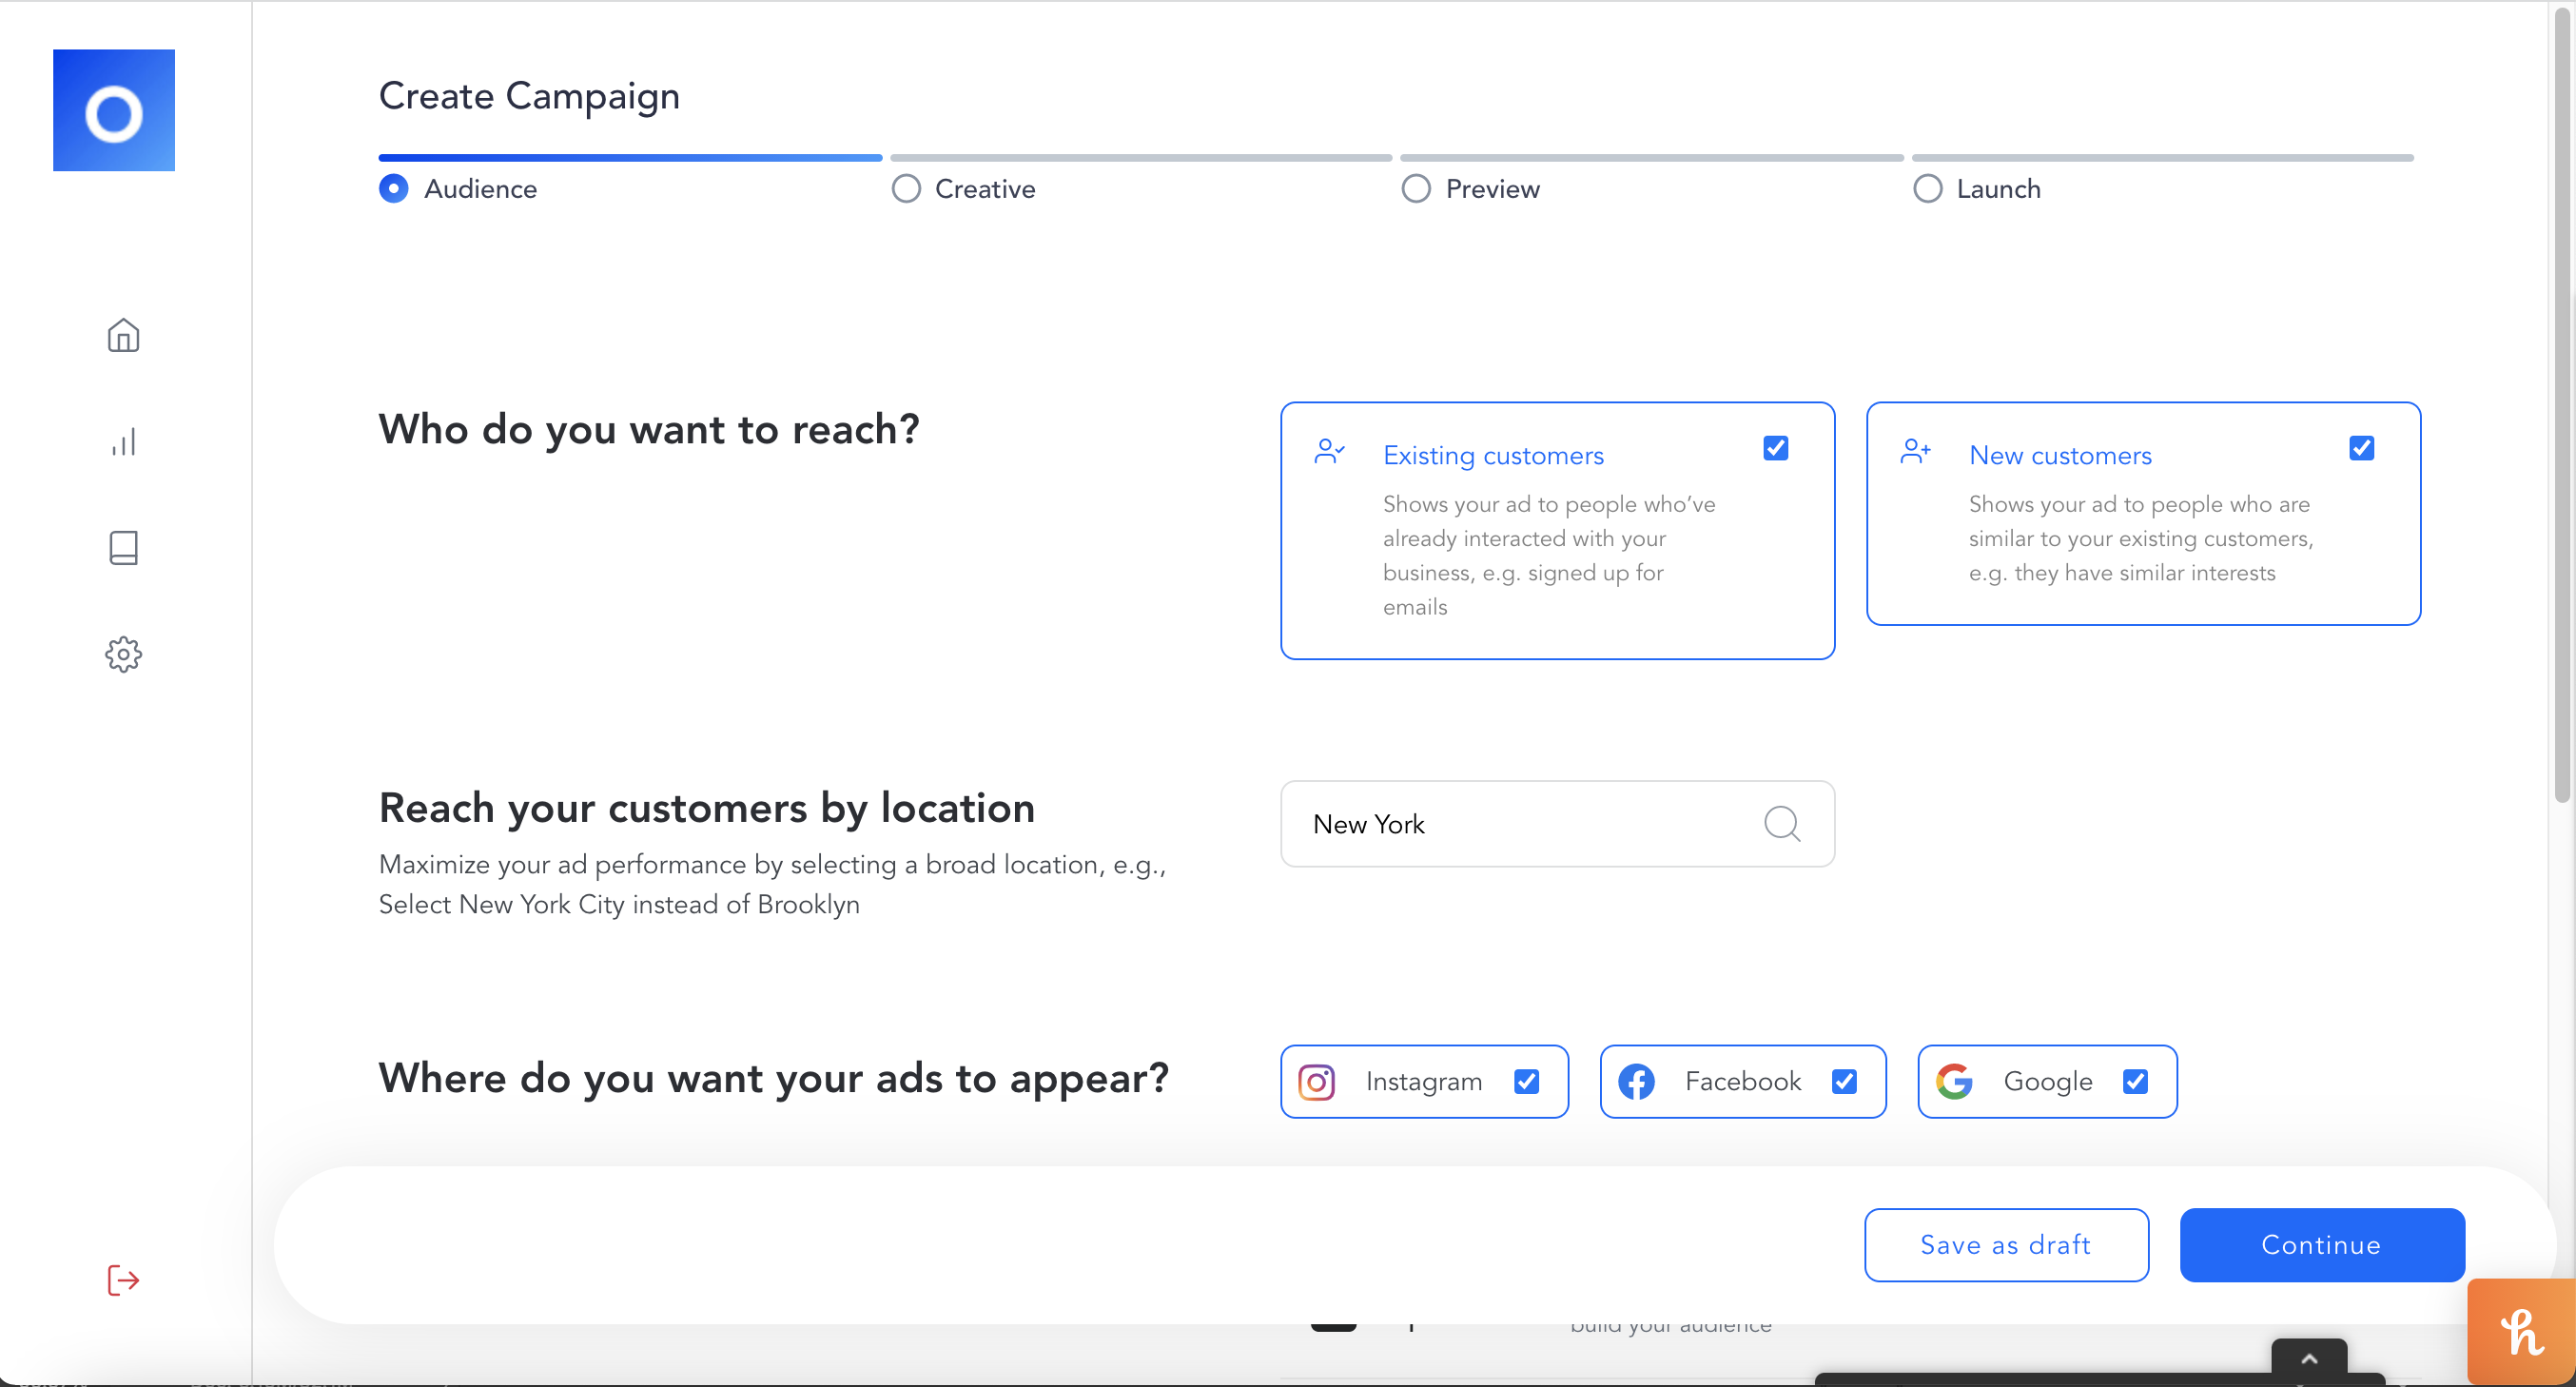 Create Campaign
Audience
Creative
Preview
Launch
Who do you want to reach?
Existing customers
Shows your ad to people who’ve
already interacted with your
business, e.g. signed up for
emails
New customers
Shows your ad to people who are
similar to your existing customers,
e.g. they have similar interests
Reach your customers by location
Maximize your ad performance by selecting a broad location, e.g.,
Select New York City instead of Brooklyn
New York
Where do you want your ads to appear?
Instagram
Facebook
Google
Save as draft
Continue
build your audience